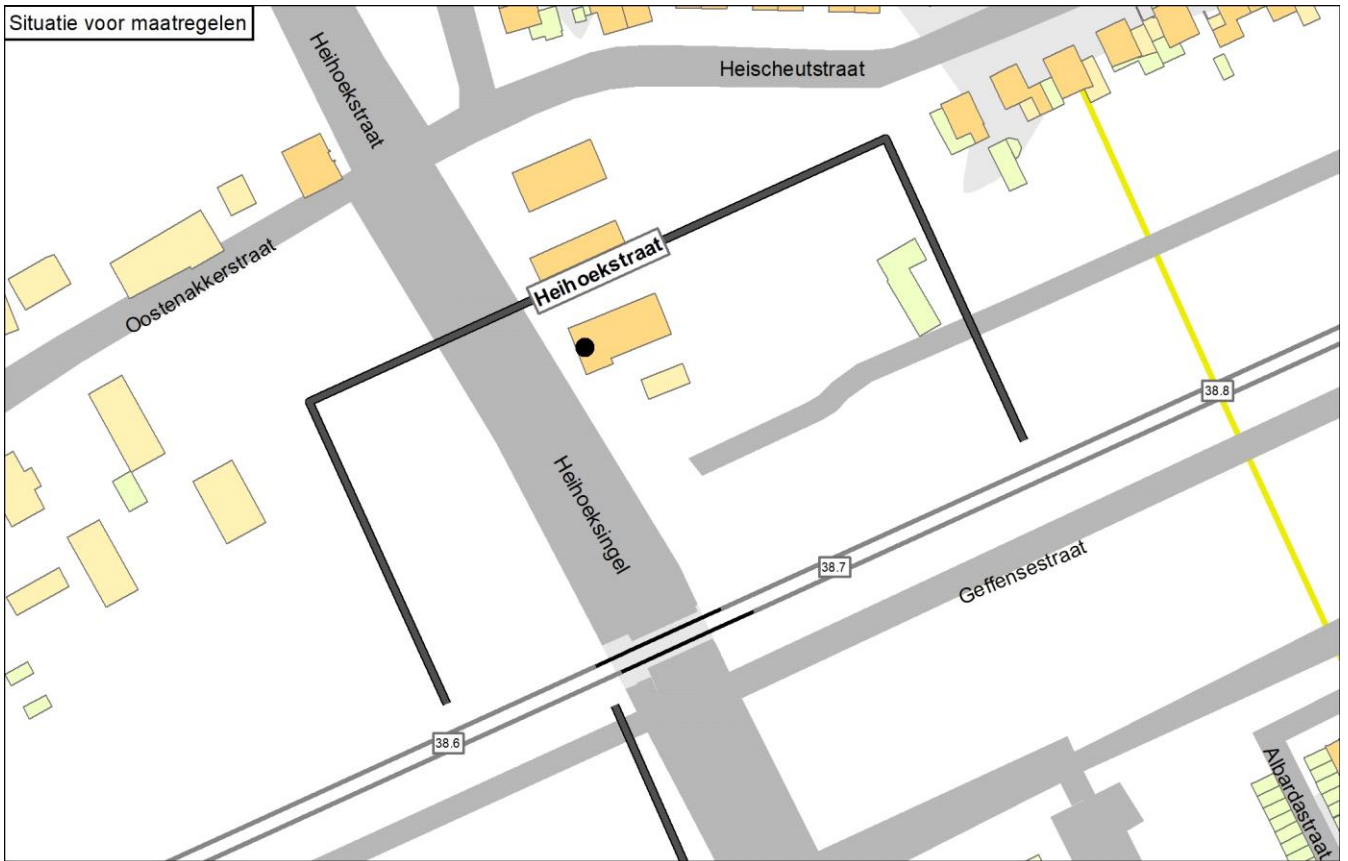 Situatie voor maatregelen
Heihoekstraat
Heischeutstraat
Oostenakkerstraat
Heihoekstraat
Heihoeksingel
38.8
38.7
Geffensestraat
38.6
Albardastraat